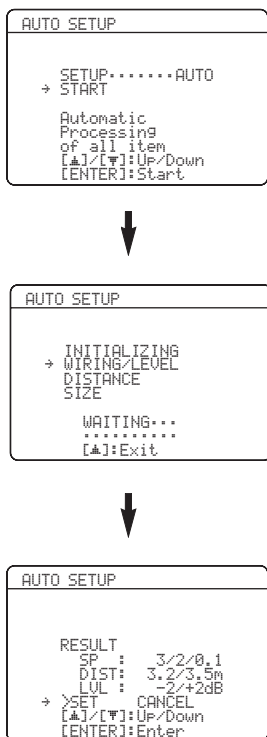 AUTO SETUP
SETUP・・・・・・・AUTO
→ START
Automatic
Processing
of all item
[▲]/[▼]:Up/Down
[ENTER]:Start
AUTO SETUP
INITIALIZING
→ WIRING/LEVEL
DISTANCE
SIZE
WAITING・・・
・・・・・・・・・・
[▲]:Exit
AUTO SETUP
RESULT
SP : 3/2/0.1
DIST: 3.2/3.5m
LVL : -2/+2dB
→ >SET CANCEL
[▲]/[▼]:Up/Down
[ENTER]:Enter